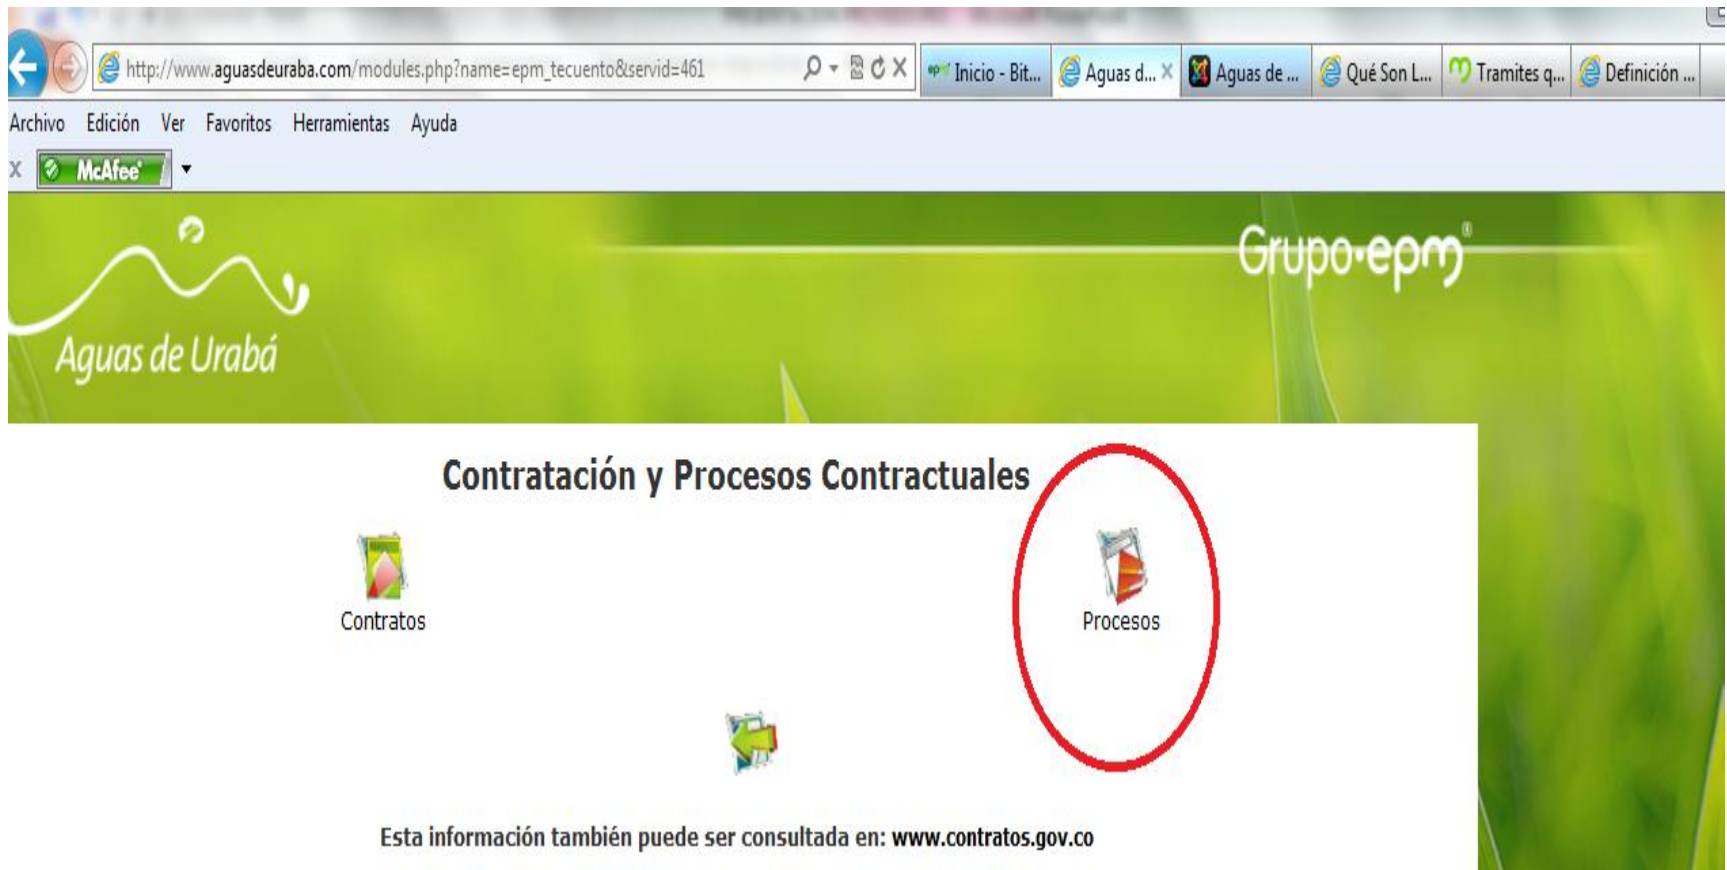 http://www.aguasdeuraba.com/modules.php?name=epm_tecuento&servid=461
epm Inicio - Bit...
Aguas d...
Aguas de ...
Qué Son L...
Tramites q...
Definición ...
Archivo Edición Ver Favoritos Herramientas Ayuda
X McAfee
Grupo·epm®
Aguas de Urabá
Contratación y Procesos Contractuales
Contratos
Procesos
Esta información también puede ser consultada en: www.contratos.gov.co